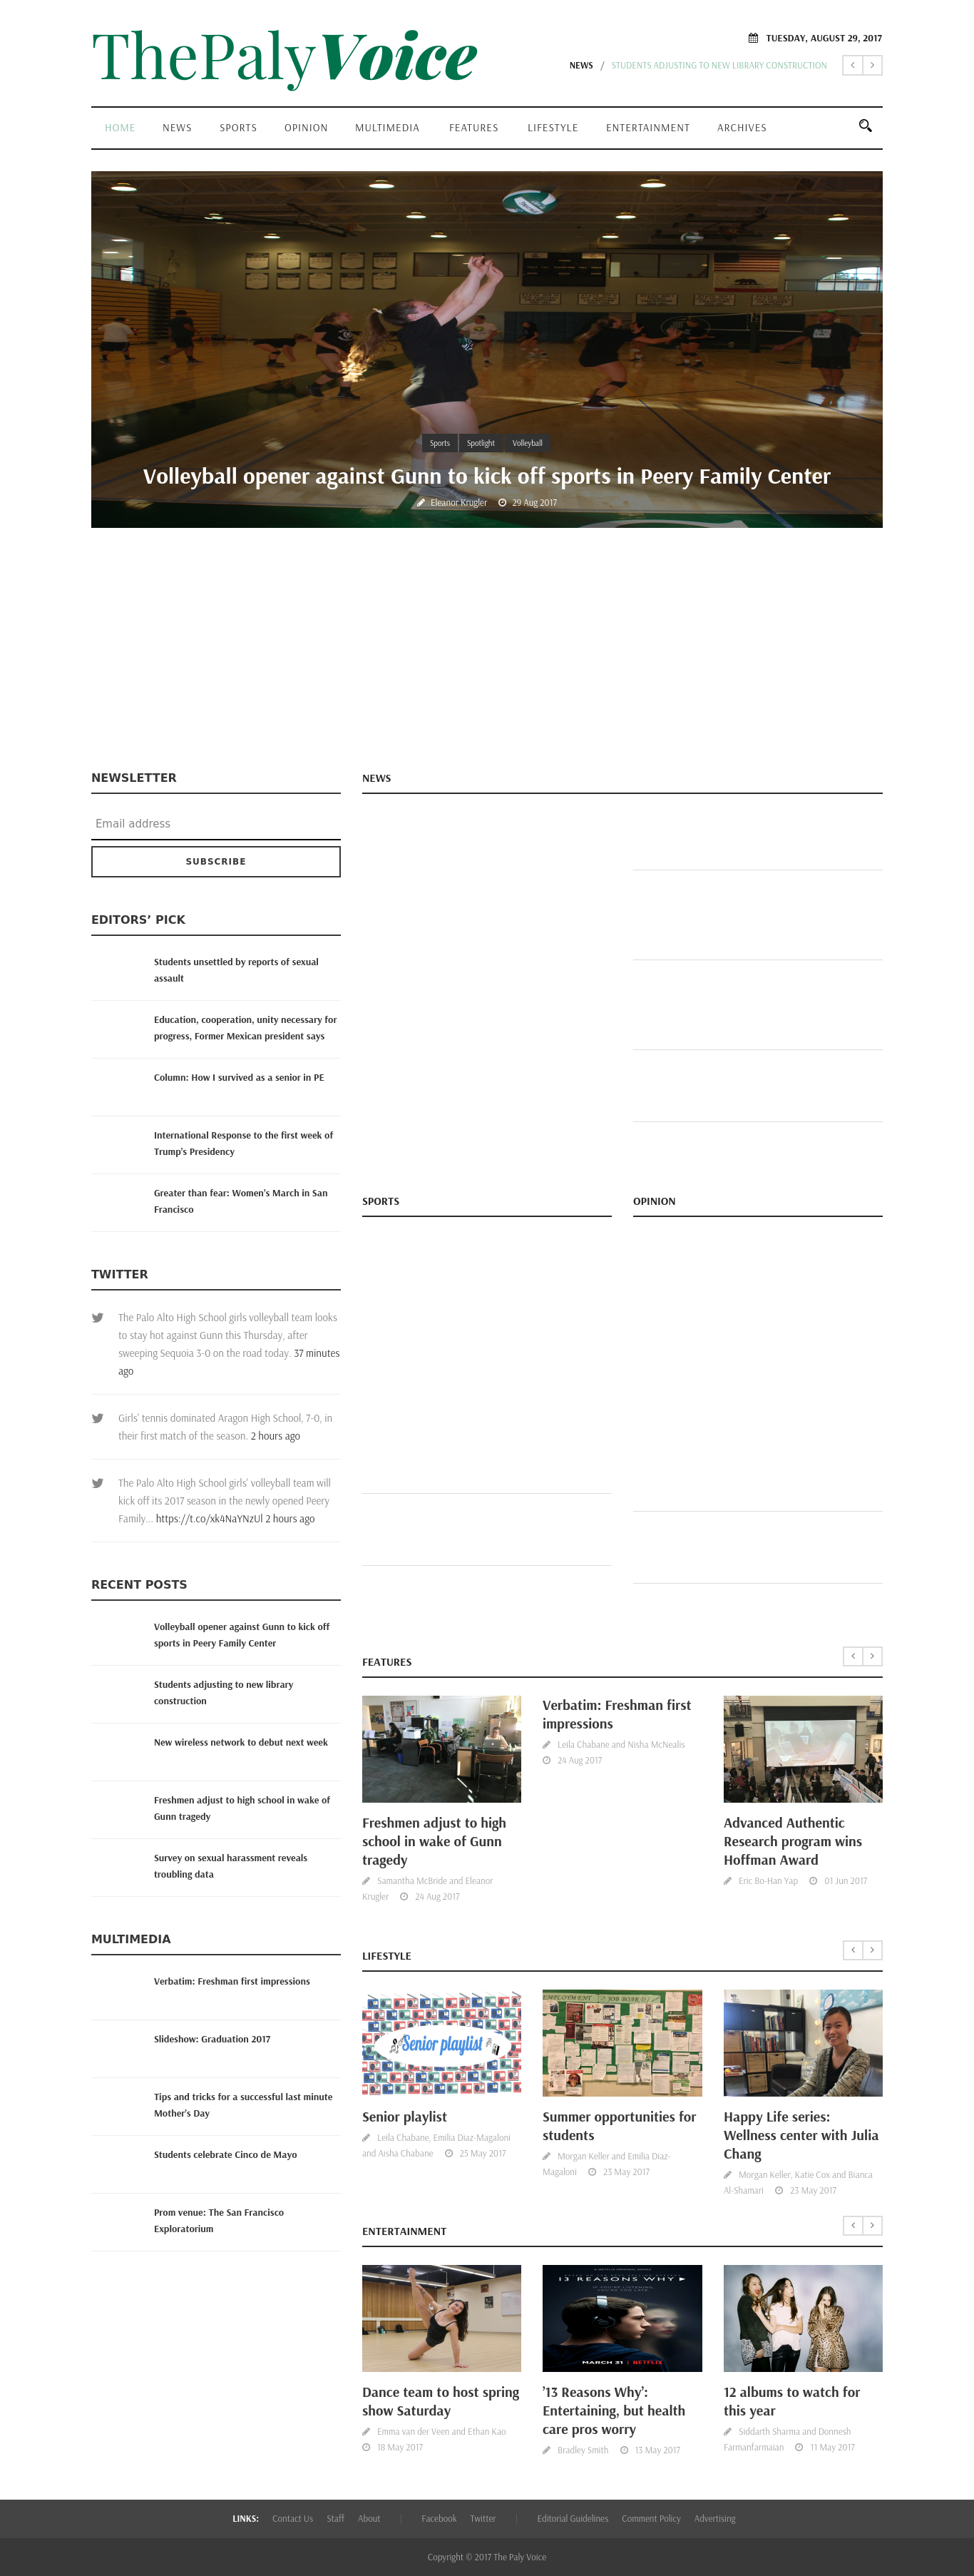 ThePalyVoice
TUESDAY, AUGUST 29, 2017
NEWS / STUDENTS ADJUSTING TO NEW LIBRARY CONSTRUCTION
HOME NEWS SPORTS OPINION MULTIMEDIA FEATURES LIFESTYLE ENTERTAINMENT ARCHIVES
Sports Spotlight Volleyball
Volleyball opener against Gunn to kick off sports in Peery Family Center
Eleanor Krugler 29 Aug 2017
NEWSLETTER
Email address
SUBSCRIBE
EDITORS’ PICK
Students unsettled by reports of sexual
assault
Education, cooperation, unity necessary for
progress, Former Mexican president says
Column: How I survived as a senior in PE
International Response to the first week of
Trump’s Presidency
Greater than fear: Women’s March in San
Francisco
TWITTER
The Palo Alto High School girls volleyball team looks
to stay hot against Gunn this Thursday, after
sweeping Sequoia 3-0 on the road today. 37 minutes
ago
Girls’ tennis dominated Aragon High School, 7-0, in
their first match of the season. 2 hours ago
The Palo Alto High School girls’ volleyball team will
kick off its 2017 season in the newly opened Peery
Family… https://t.co/xk4NaYNzUl 2 hours ago
RECENT POSTS
Volleyball opener against Gunn to kick off
sports in Peery Family Center
Students adjusting to new library
construction
New wireless network to debut next week
Freshmen adjust to high school in wake of
Gunn tragedy
Survey on sexual harassment reveals
troubling data
MULTIMEDIA
Verbatim: Freshman first impressions
Slideshow: Graduation 2017
Tips and tricks for a successful last minute
Mother’s Day
Students celebrate Cinco de Mayo
Prom venue: The San Francisco
Exploratorium
NEWS
SPORTS
OPINION
FEATURES
Freshmen adjust to high
school in wake of Gunn
tragedy
Samantha McBride and Eleanor
Krugler 24 Aug 2017
Verbatim: Freshman first
impressions
Leila Chabane and Nisha McNealis
24 Aug 2017
Advanced Authentic
Research program wins
Hoffman Award
Eric Bo-Han Yap 01 Jun 2017
LIFESTYLE
Senior playlist
Senior playlist
Leila Chabane, Emilia Diaz-Magaloni
and Aisha Chabane 25 May 2017
EMPLOYMENT JOB BOARD
Summer opportunities for
students
Morgan Keller and Emilia Diaz-
Magaloni 23 May 2017
Happy Life series:
Wellness center with Julia
Chang
Morgan Keller, Katie Cox and Bianca
Al-Shamari 23 May 2017
ENTERTAINMENT
Dance team to host spring
show Saturday
Emma van der Veen and Ethan Kao
18 May 2017
13 REASONS WHY
MARCH 31 | NETFLIX
’13 Reasons Why’:
Entertaining, but health
care pros worry
Bradley Smith 13 May 2017
12 albums to watch for
this year
Siddarth Sharma and Donnesh
Farmanfarmaian 11 May 2017
LINKS: Contact Us Staff About | Facebook Twitter | Editorial Guidelines Comment Policy Advertising
Copyright © 2017 The Paly Voice